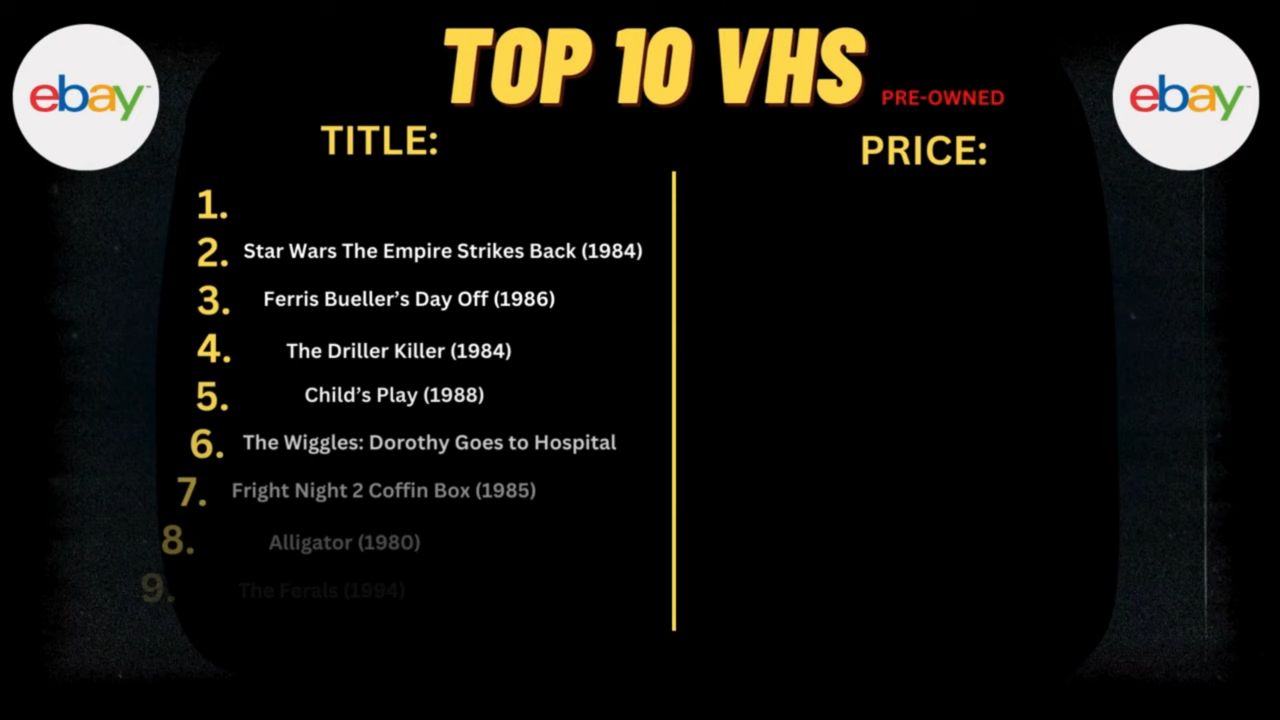 ebay
TOP 10 VHS
PRE-OWNED
ebay
TITLE:
PRICE:
1.
2. Star Wars The Empire Strikes Back (1984)
3. Ferris Bueller’s Day Off (1986)
4. The Driller Killer (1984)
5. Child’s Play (1988)
6. The Wiggles: Dorothy Goes to Hospital
7. Fright Night 2 Coffin Box (1985)
8. Alligator (1980)
9. The Ferals (1994)